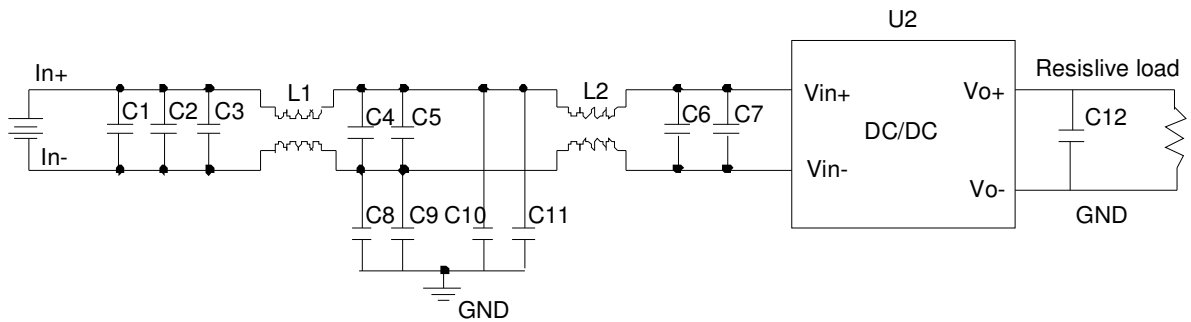 U2
In+
L1
L2
Resislive load
C1
C2
C3
C4
C5
C6
C7
Vin+
Vo+
DC/DC
C12
In-
Vin-
Vo-
C8
C9
C10
C11
GND
GND